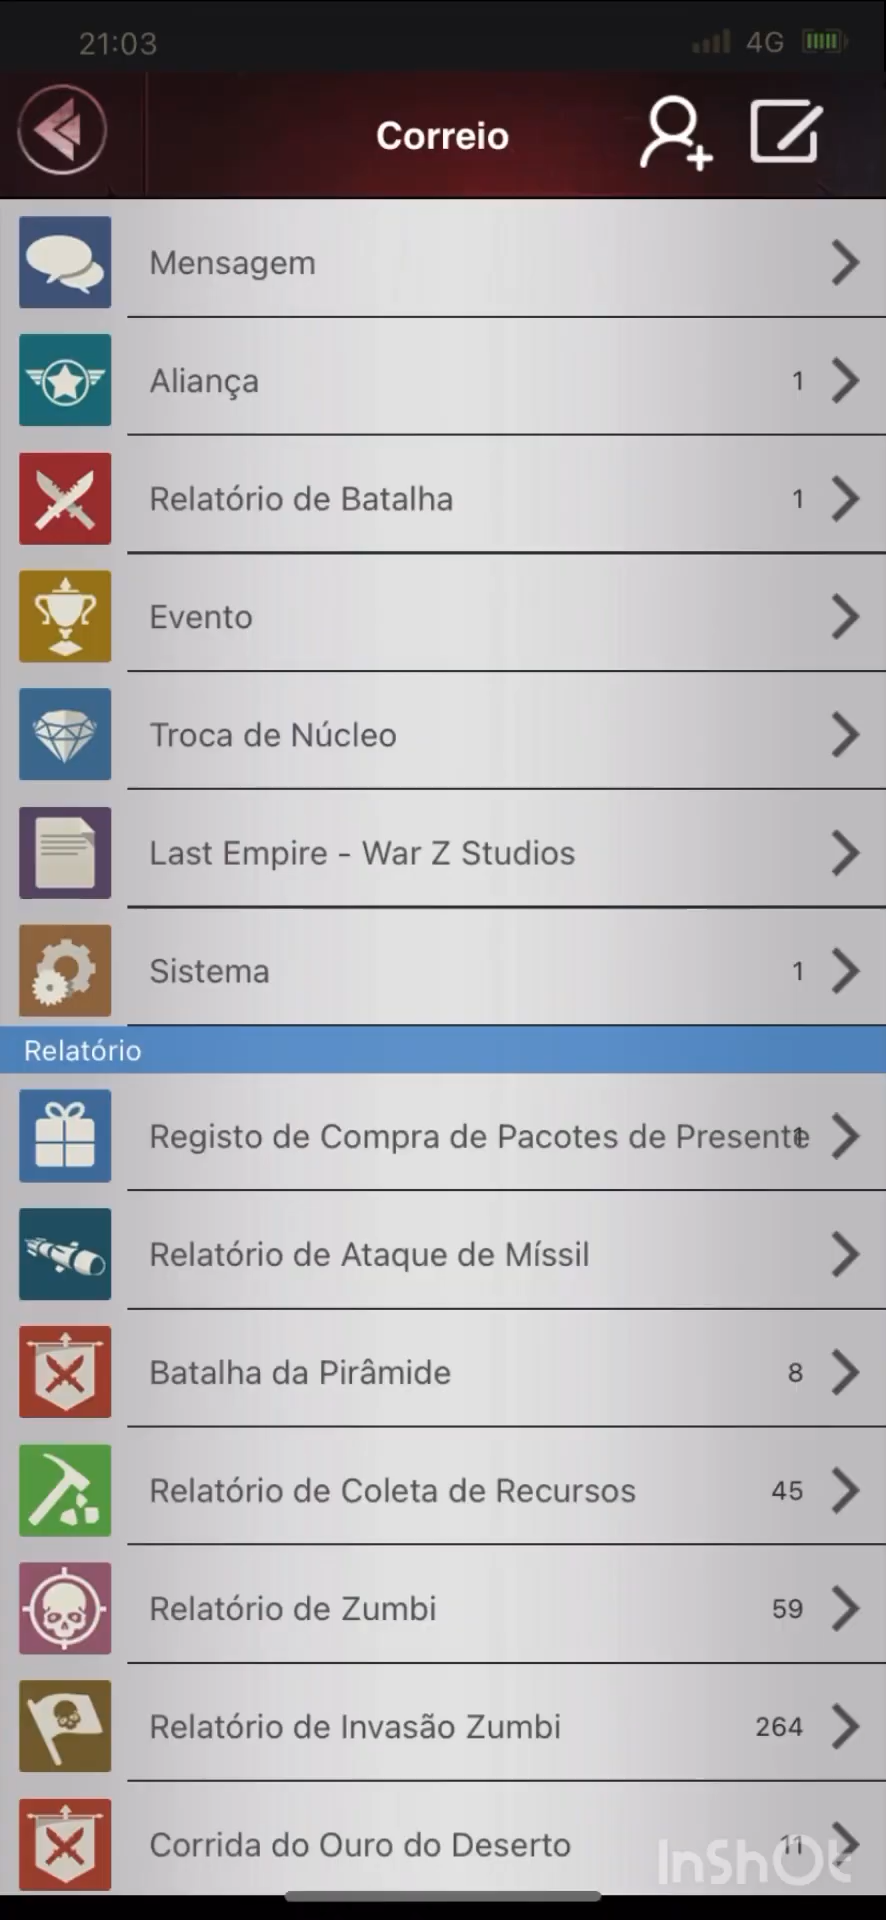 21:03
4G
Correio
Mensagem
Aliança 1
Relatório de Batalha 1
Evento
Troca de Núcleo
Last Empire - War Z Studios
Sistema 1
Relatório
Registo de Compra de Pacotes de Presente 1
Relatório de Ataque de Míssil
Batalha da Pirâmide 8
Relatório de Coleta de Recursos 45
Relatório de Zumbi 59
Relatório de Invasão Zumbi 264
Corrida do Ouro do Deserto 11
InShOt